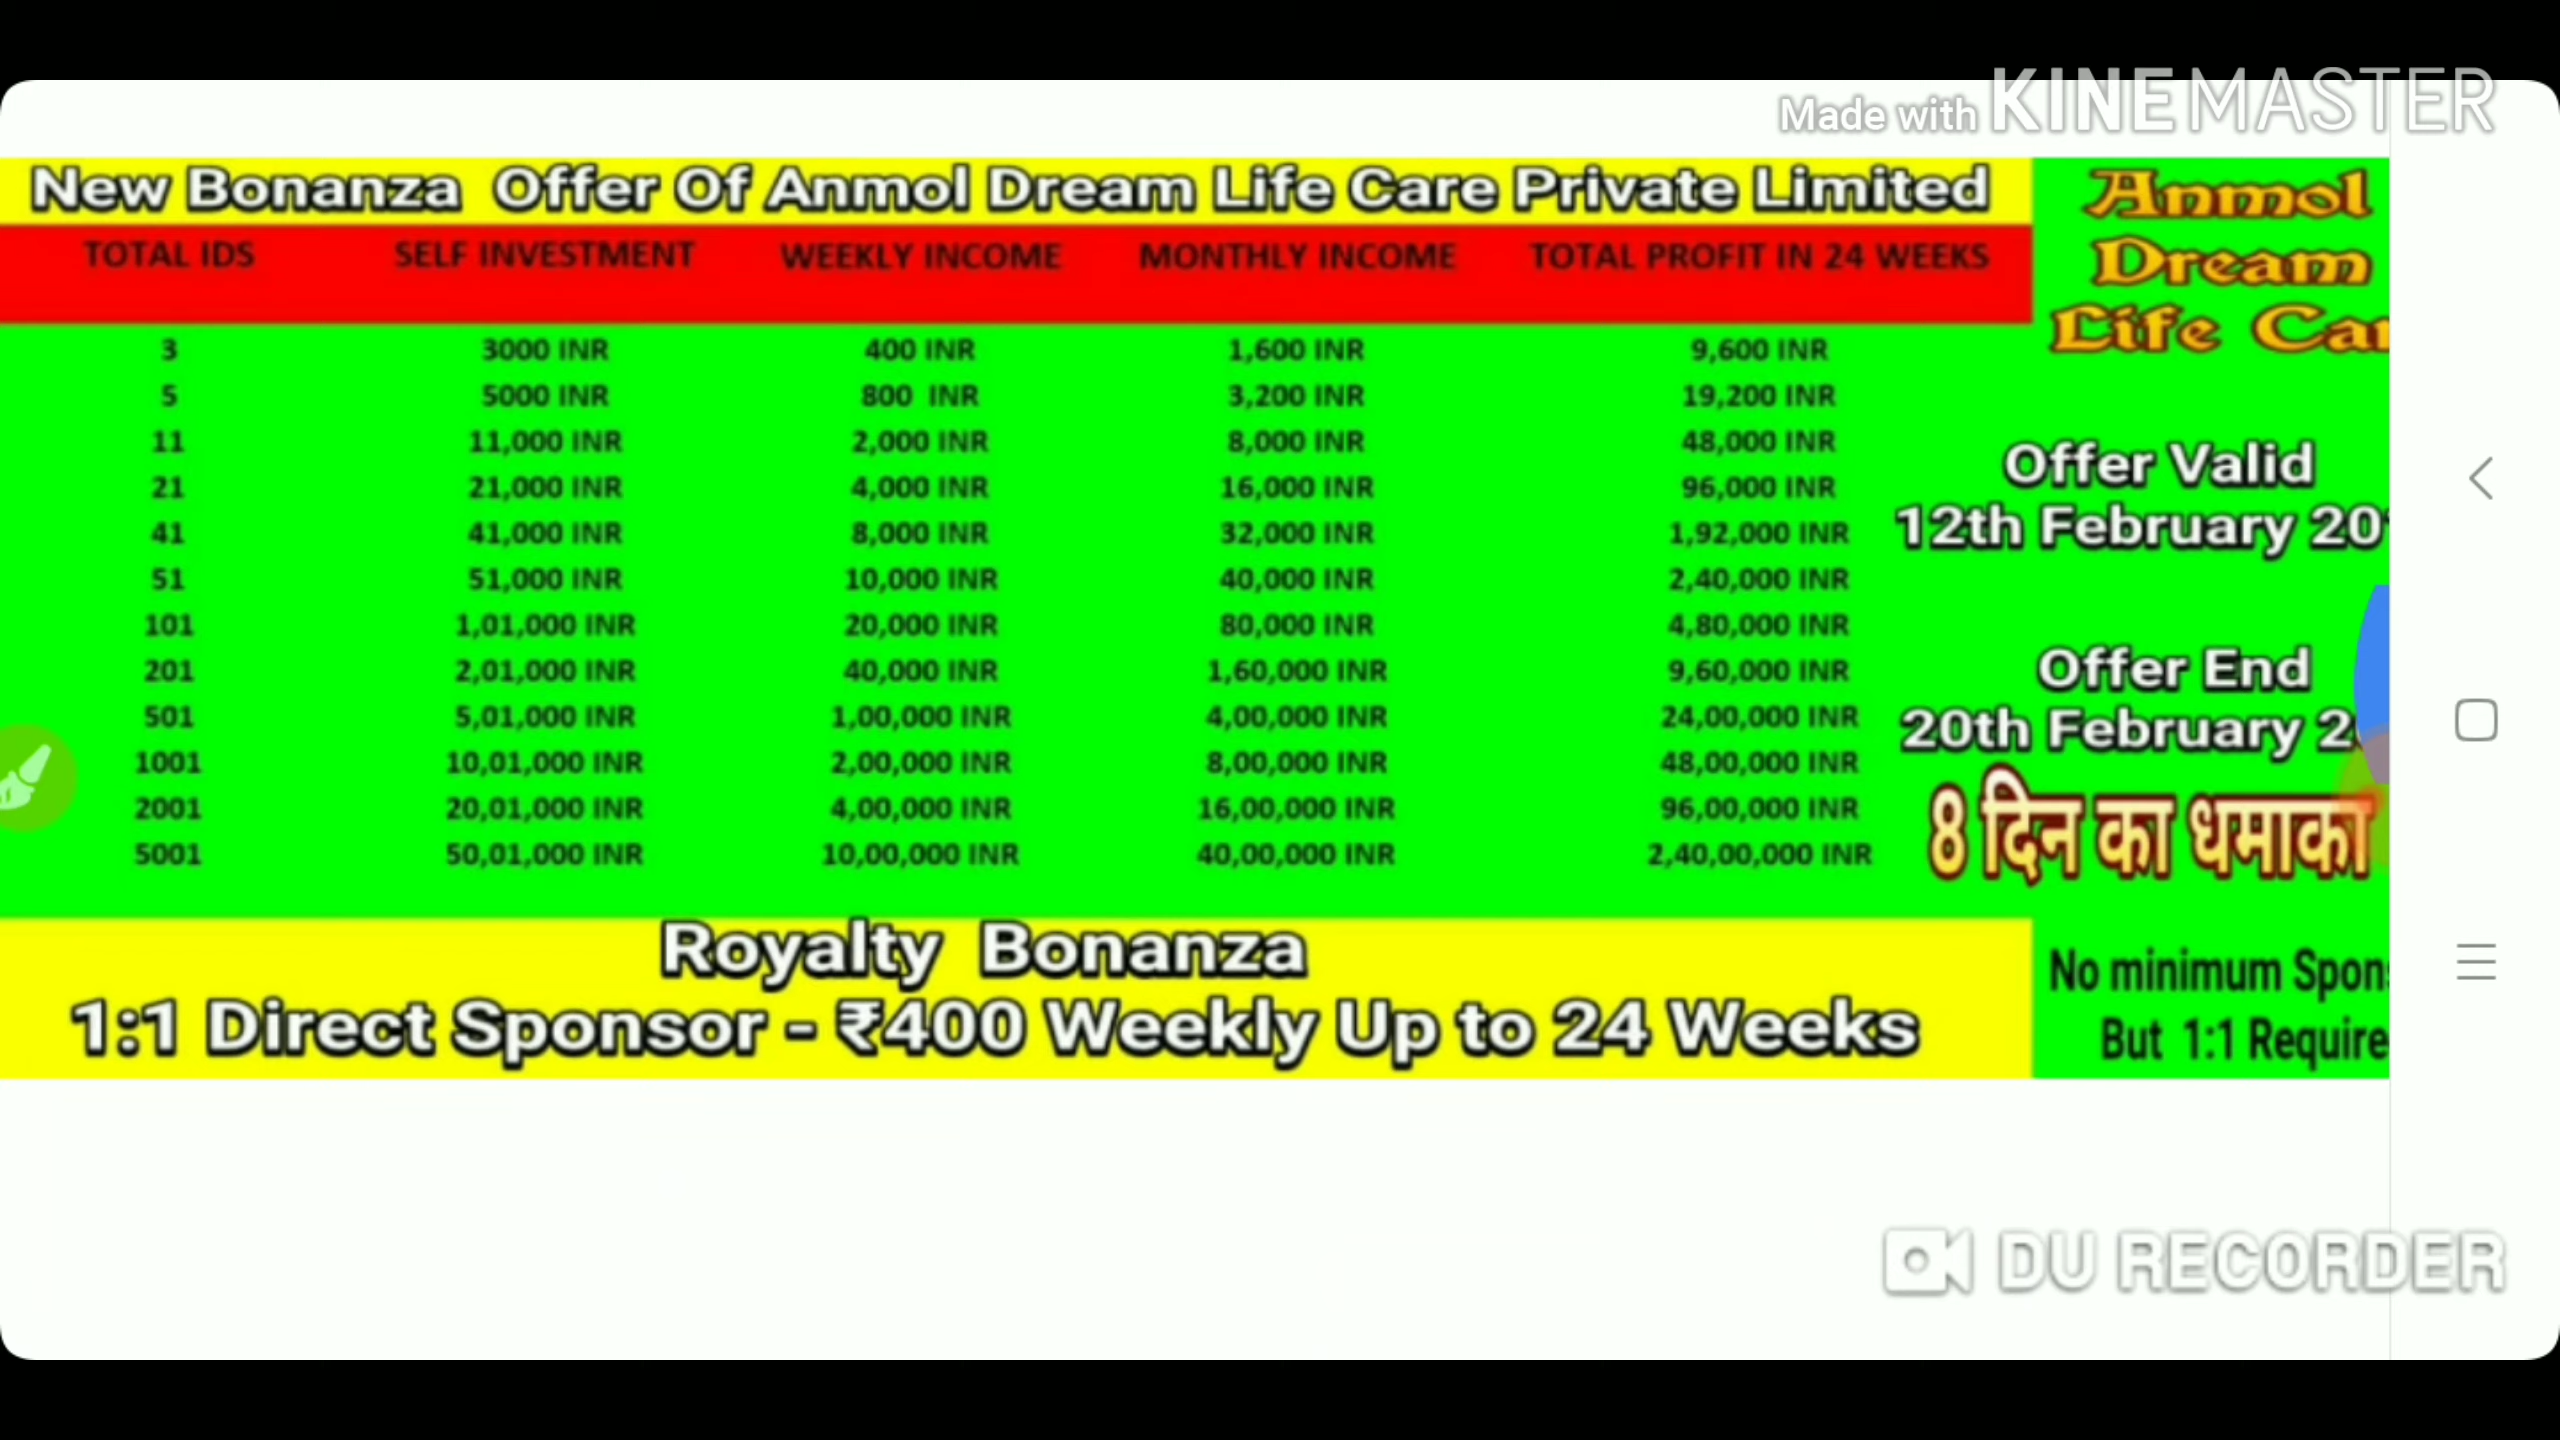 Made with KINEMASTER
New Bonanza Offer Of Anmol Dream Life Care Private Limited
TOTAL IDS SELF INVESTMENT WEEKLY INCOME MONTHLY INCOME TOTAL PROFIT IN 24 WEEKS
3 3000 INR 400 INR 1,600 INR 9,600 INR
5 5000 INR 800 INR 3,200 INR 19,200 INR
11 11,000 INR 2,000 INR 8,000 INR 48,000 INR
21 21,000 INR 4,000 INR 16,000 INR 96,000 INR
41 41,000 INR 8,000 INR 32,000 INR 1,92,000 INR
51 51,000 INR 10,000 INR 40,000 INR 2,40,000 INR
101 1,01,000 INR 20,000 INR 80,000 INR 4,80,000 INR
201 2,01,000 INR 40,000 INR 1,60,000 INR 9,60,000 INR
501 5,01,000 INR 1,00,000 INR 4,00,000 INR 24,00,000 INR
1001 10,01,000 INR 2,00,000 INR 8,00,000 INR 48,00,000 INR
2001 20,01,000 INR 4,00,000 INR 16,00,000 INR 96,00,000 INR
5001 50,01,000 INR 10,00,000 INR 40,00,000 INR 2,40,00,000 INR
Royalty Bonanza
1:1 Direct Sponsor - ₹400 Weekly Up to 24 Weeks
Anmol
Dream
Life
Offer Valid
12th February
Offer End
20th February
8 दिन का धमाका
No minimum
But 1:1 Require
DU RECORDER